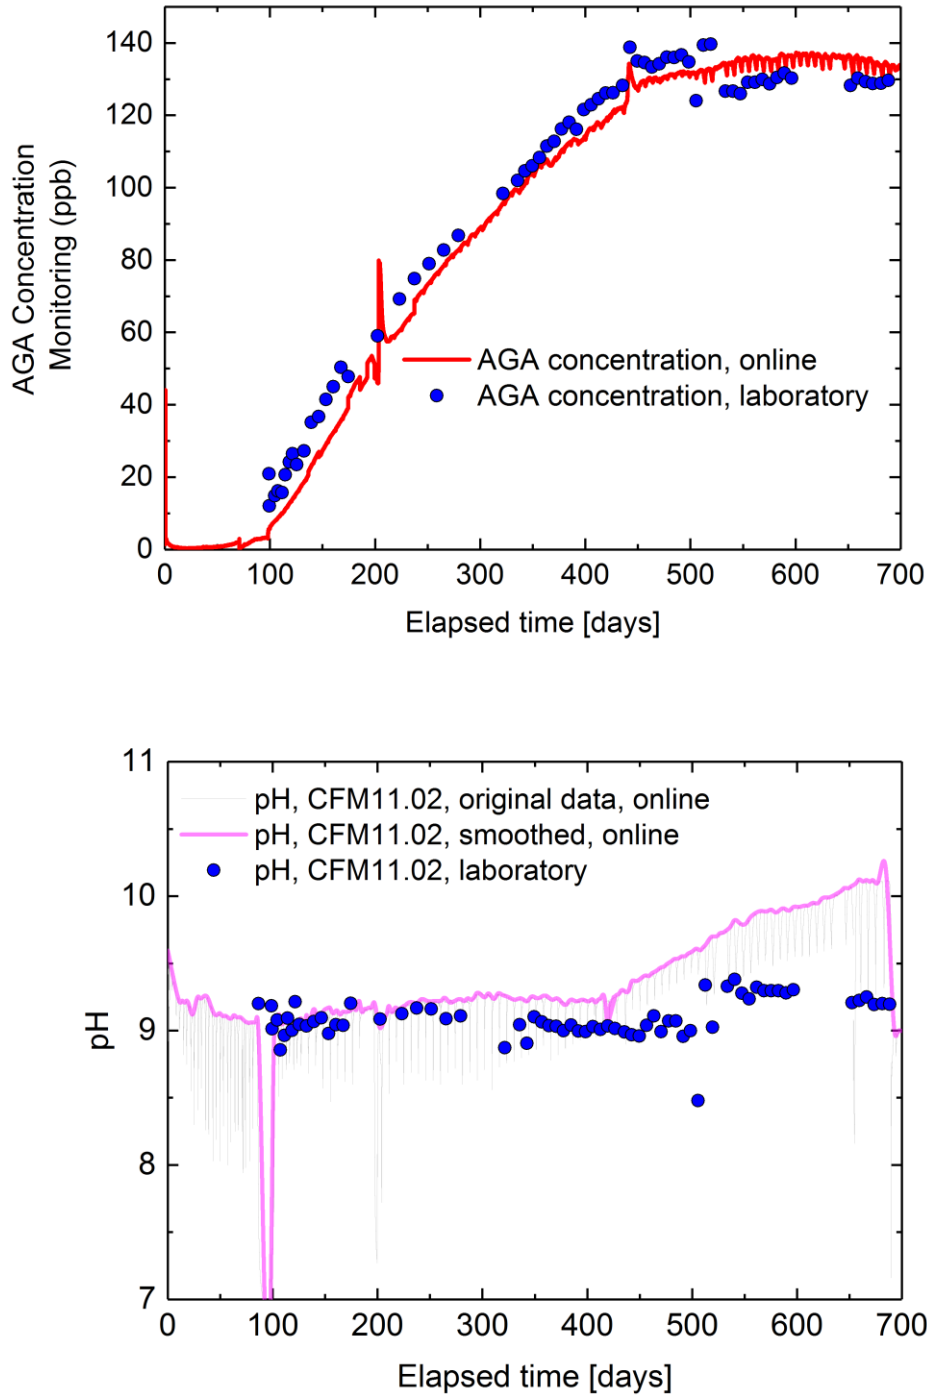 140
120
100
80
60
40
20
0
AGA Concentration
Monitoring (ppb)
AGA concentration, online
AGA concentration, laboratory
0 100 200 300 400 500 600 700
Elapsed time [days]
11
10
9
8
7
pH
pH, CFM11.02, original data, online
pH, CFM11.02, smoothed, online
pH, CFM11.02, laboratory
0 100 200 300 400 500 600 700
Elapsed time [days]